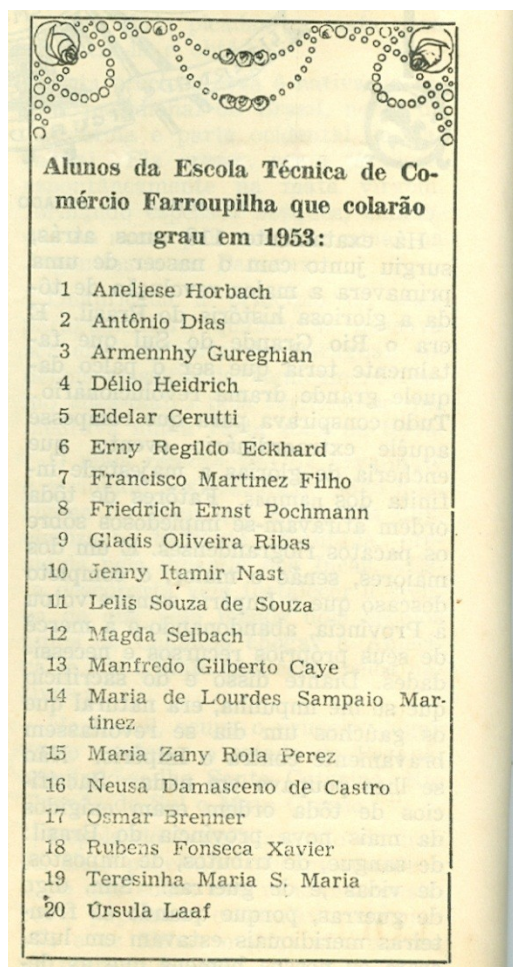 Alunos da Escola Técnica de Co-
mércio Farroupilha que colarão
grau em 1953:
1 Aneliese Horbach
2 Antônio Dias
3 Armennhy Gureghian
4 Délio Heidrich
5 Edelar Cerutti
6 Erny Regildo Eckhard
7 Francisco Martinez Filho
8 Friedrich Ernst Pochmann
9 Gladis Oliveira Ribas
10 Jenny Itamir Nast
11 Lelis Souza de Souza
12 Magda Selbach
13 Manfredo Gilberto Caye
14 Maria de Lourdes Sampaio Mar-
tinez
15 Maria Zany Rola Perez
16 Neusa Damasceno de Castro
17 Osmar Brenner
18 Rubens Fonseca Xavier
19 Teresinha Maria S. Maria
20 Úrsula Laaf